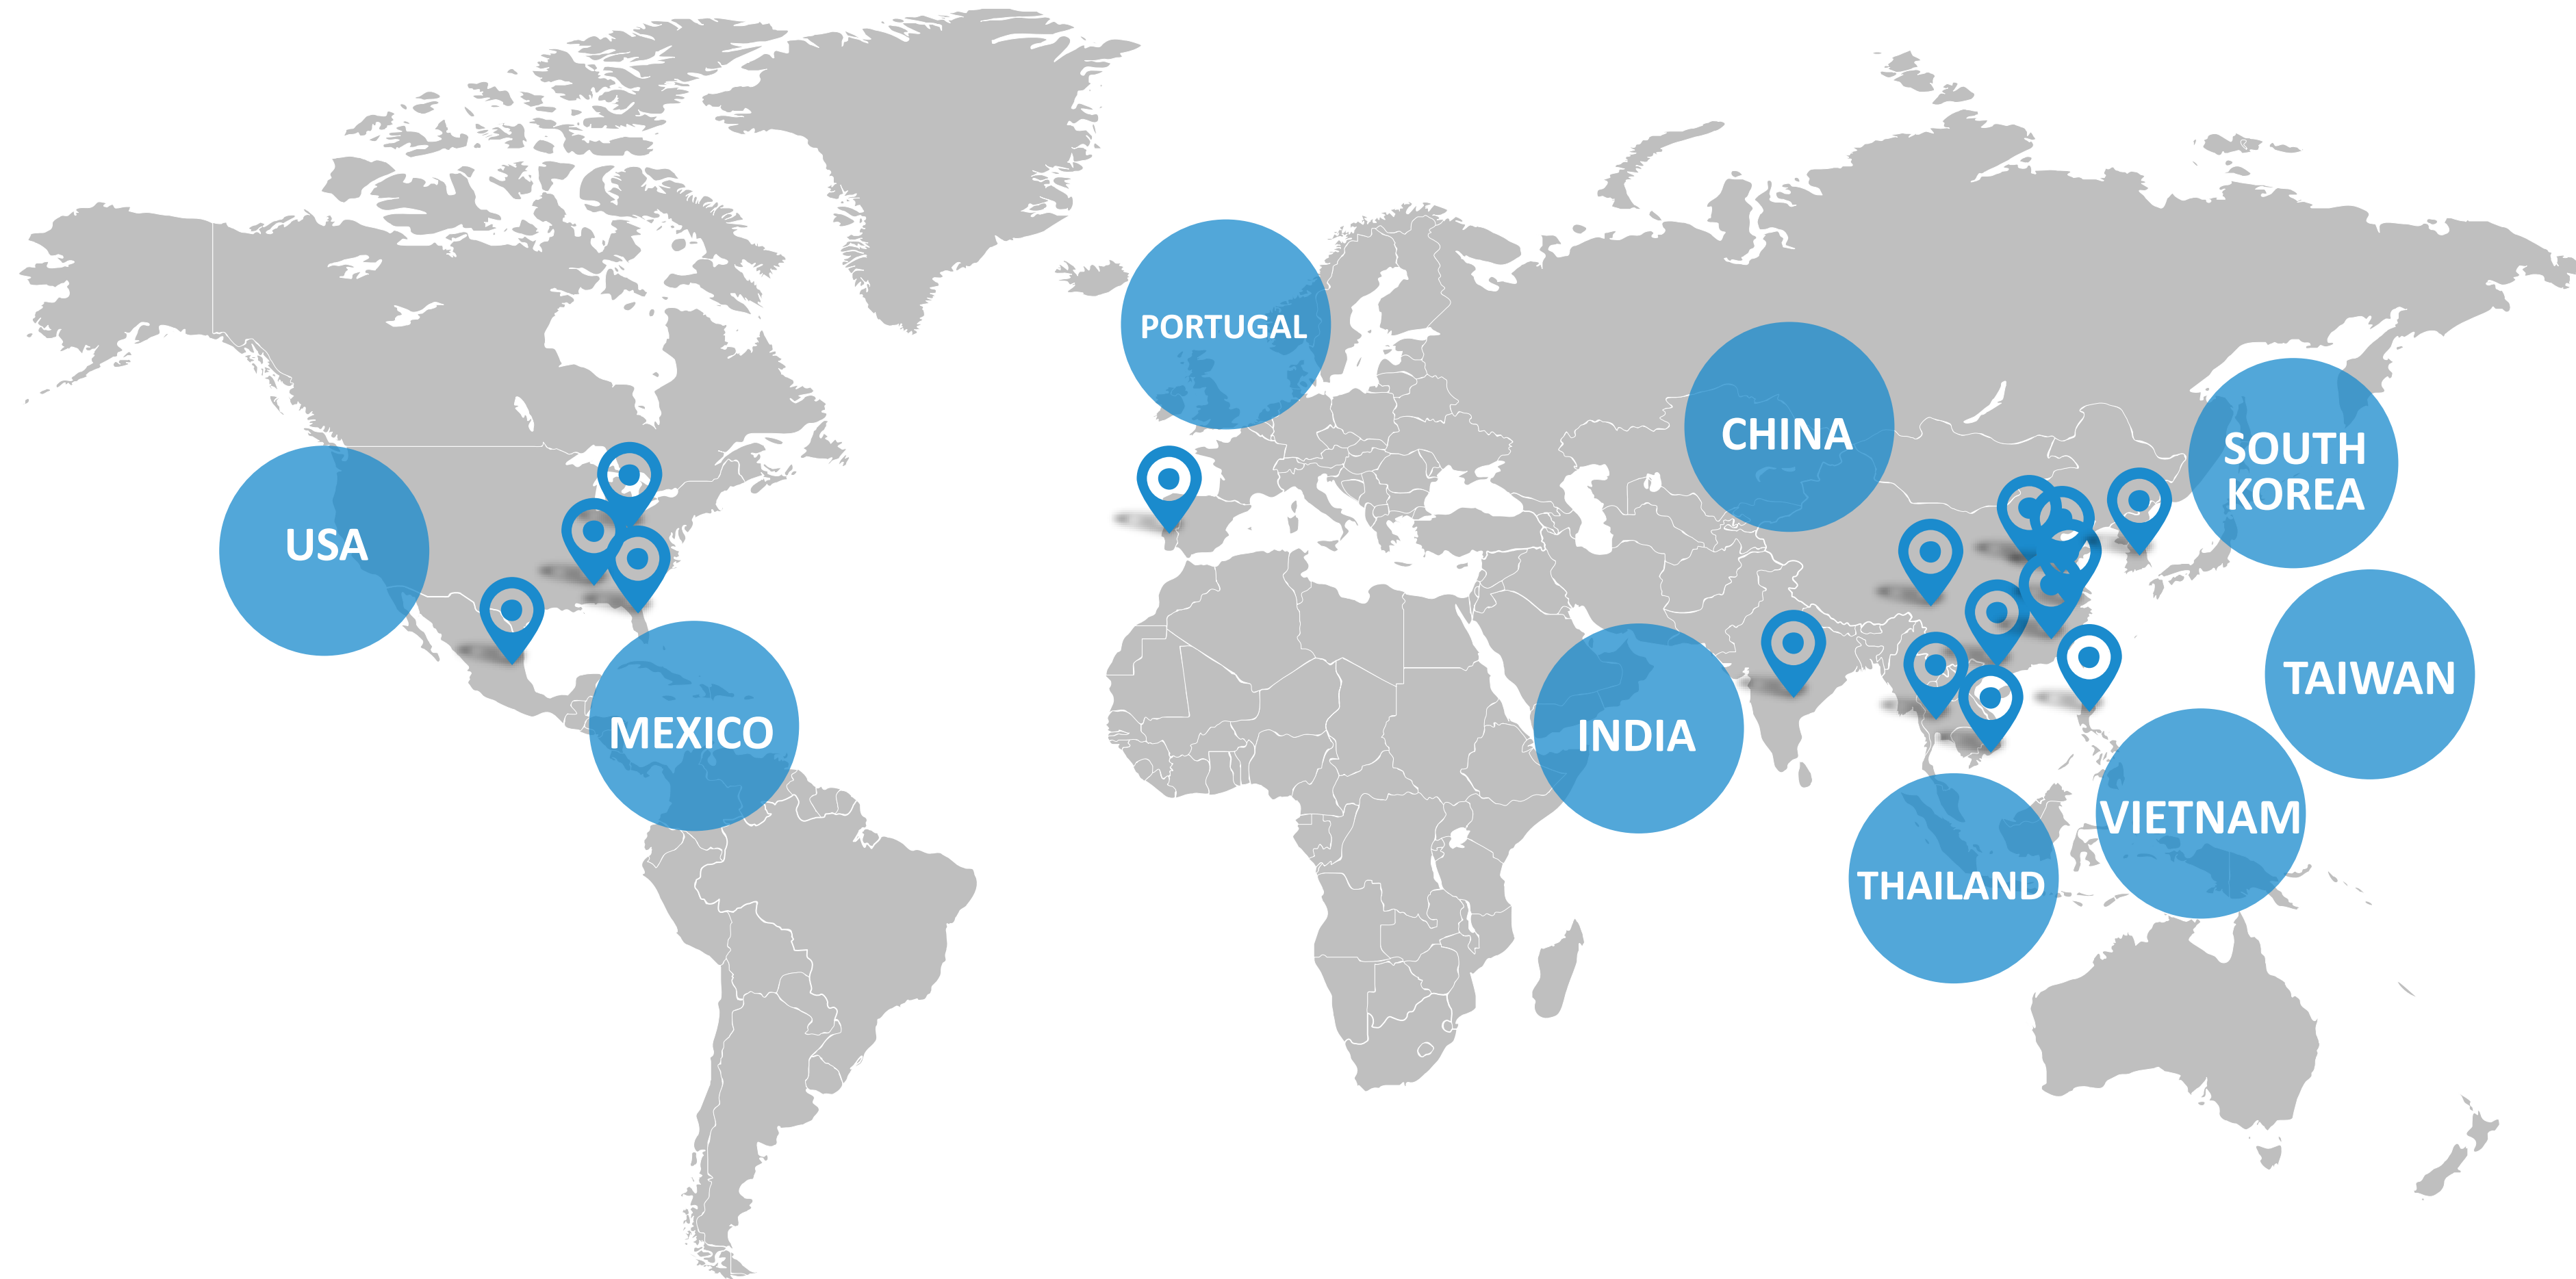 PORTUGAL
CHINA
SOUTH
KOREA
USA
TAIWAN
MEXICO
INDIA
VIETNAM
THAILAND